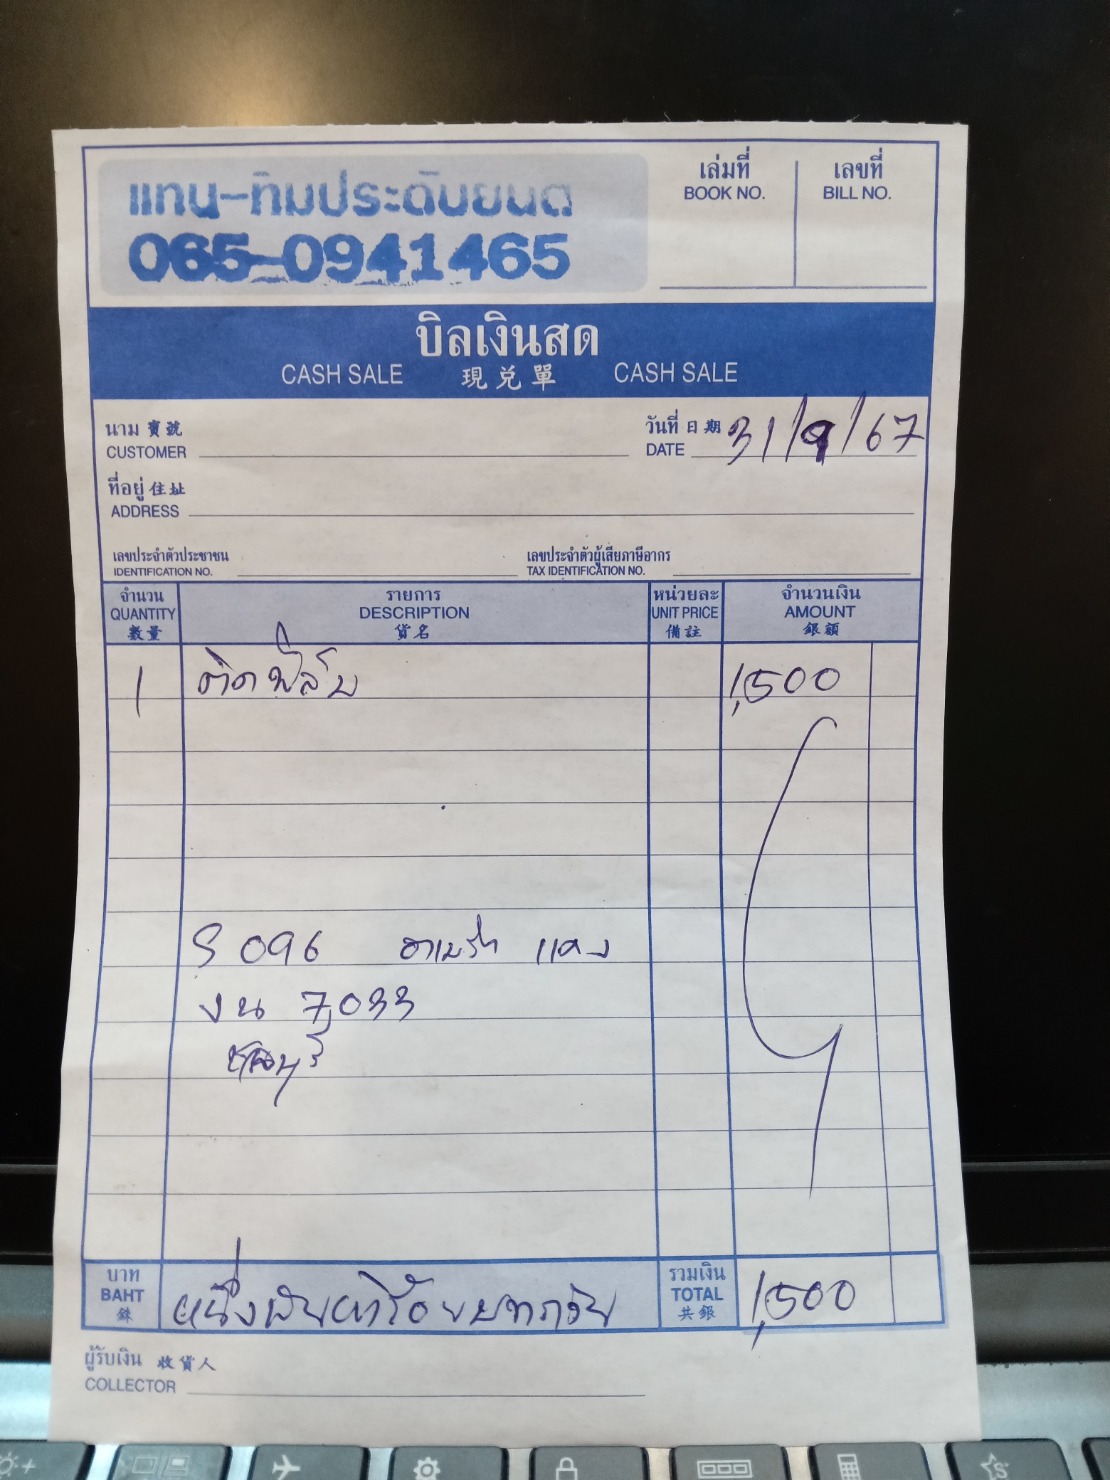 แทน-ทิมประดับยนต
065-0941465
เล่มที่ เลขที่
BOOK NO. BILL NO.
บิลเงินสด
CASH SALE 現兌單 CASH SALE
นาม 寶號 วันที่ 日期 31/9/67
CUSTOMER DATE
ที่อยู่ 住址
ADDRESS
เลขประจำตัวประชาชน เลขประจำตัวผู้เสียภาษีอากร
IDENTIFICATION NO. TAX IDENTIFICATION NO.
จำนวน รายการ หน่วยละ จำนวนเงิน
QUANTITY DESCRIPTION UNIT PRICE AMOUNT
數量 貨名 備註 銀額
1 ติดฟิล์ม 1,500
S 096 แดง
งน 7033
ชลบุรี
บาท หนึ่งพันห้าร้อยบาทถ้วน รวมเงิน 1,500
BAHT TOTAL
銖 共銀
ผู้รับเงิน 收貨人
COLLECTOR